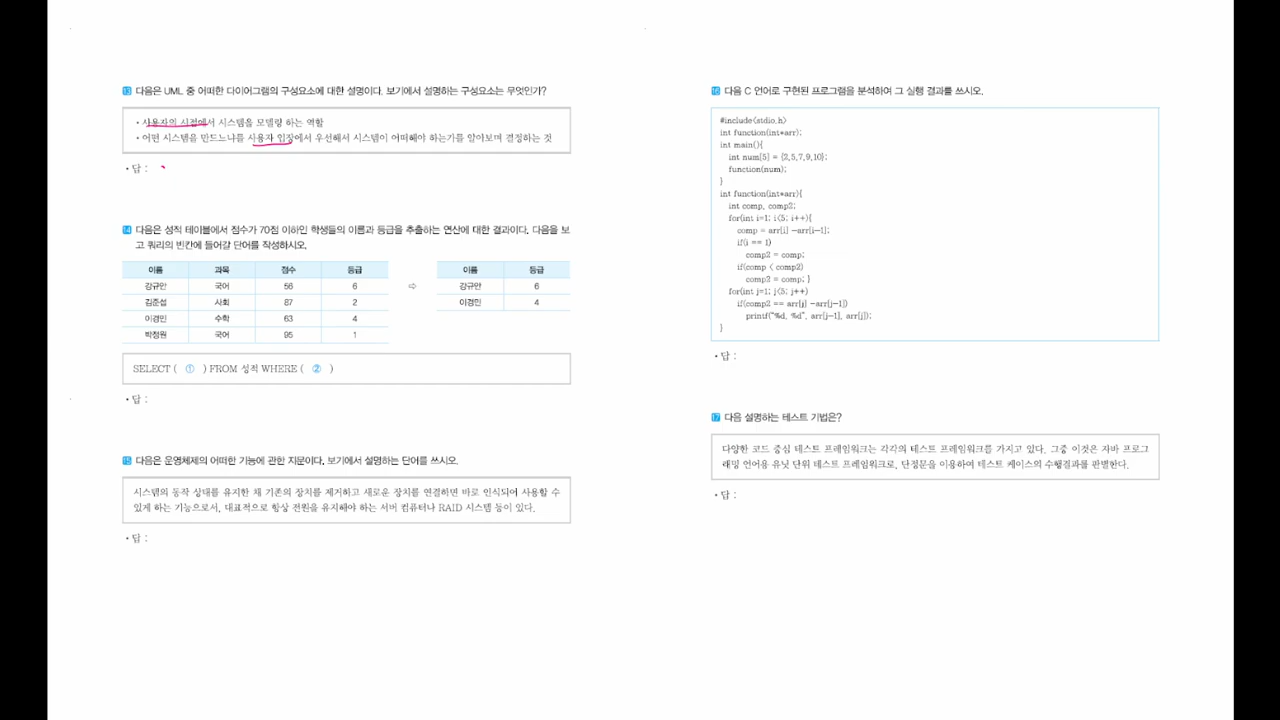 13 다음은 UML 중 어떠한 다이어그램의 구성요소에 대한 설명이다. 보기에서 설명하는 구성요소는 무엇인가?
• 사용자의 시점에서 시스템을 모델링 하는 역할
• 어떤 시스템을 만드느냐를 사용자 입장에서 우선해서 시스템이 어떠해야 하는가를 알아보며 결정하는 것
• 답 :
14 다음은 성적 테이블에서 점수가 70점 이하인 학생들의 이름과 등급을 추출하는 연산에 대한 결과이다. 다음을 보
고 쿼리의 빈칸에 들어갈 단어를 작성하시오.
이름 과목 점수 등급
강규안 국어 56 6
김준섭 사회 87 2
이경민 수학 63 4
박정원 국어 95 1
⇨
이름 등급
강규안 6
이경민 4
SELECT ( ① ) FROM 성적 WHERE ( ② )
• 답 :
15 다음은 운영체제의 어떠한 기능에 관한 지문이다. 보기에서 설명하는 단어를 쓰시오.
시스템의 동작 상태를 유지한 채 기존의 장치를 제거하고 새로운 장치를 연결하면 바로 인식되어 사용할 수
있게 하는 기능으로서, 대표적으로 항상 전원을 유지해야 하는 서버 컴퓨터나 RAID 시스템 등이 있다.
• 답 :
16 다음 C 언어로 구현된 프로그램을 분석하여 그 실행 결과를 쓰시오.
#include<stdio.h>
int function(int*arr);
int main(){
int num[5] = {2,5,7,9,10};
function(num);
}
int function(int*arr){
int comp, comp2;
for(int i=1; i<5; i++){
comp = arr[i] -arr[i-1];
if(i == 1)
comp2 = comp;
if(comp < comp2)
comp2 = comp; }
for(int j=1; j<5; j++)
if(comp2 == arr[j] -arr[j-1])
printf("%d, %d", arr[j-1], arr[j]);
}
• 답 :
17 다음 설명하는 테스트 기법은?
다양한 코드 중심 테스트 프레임워크는 각각의 테스트 프레임워크를 가지고 있다. 그중 이것은 자바 프로그
래밍 언어용 유닛 단위 테스트 프레임워크로, 단정문을 이용하여 테스트 케이스의 수행결과를 판별한다.
• 답 :